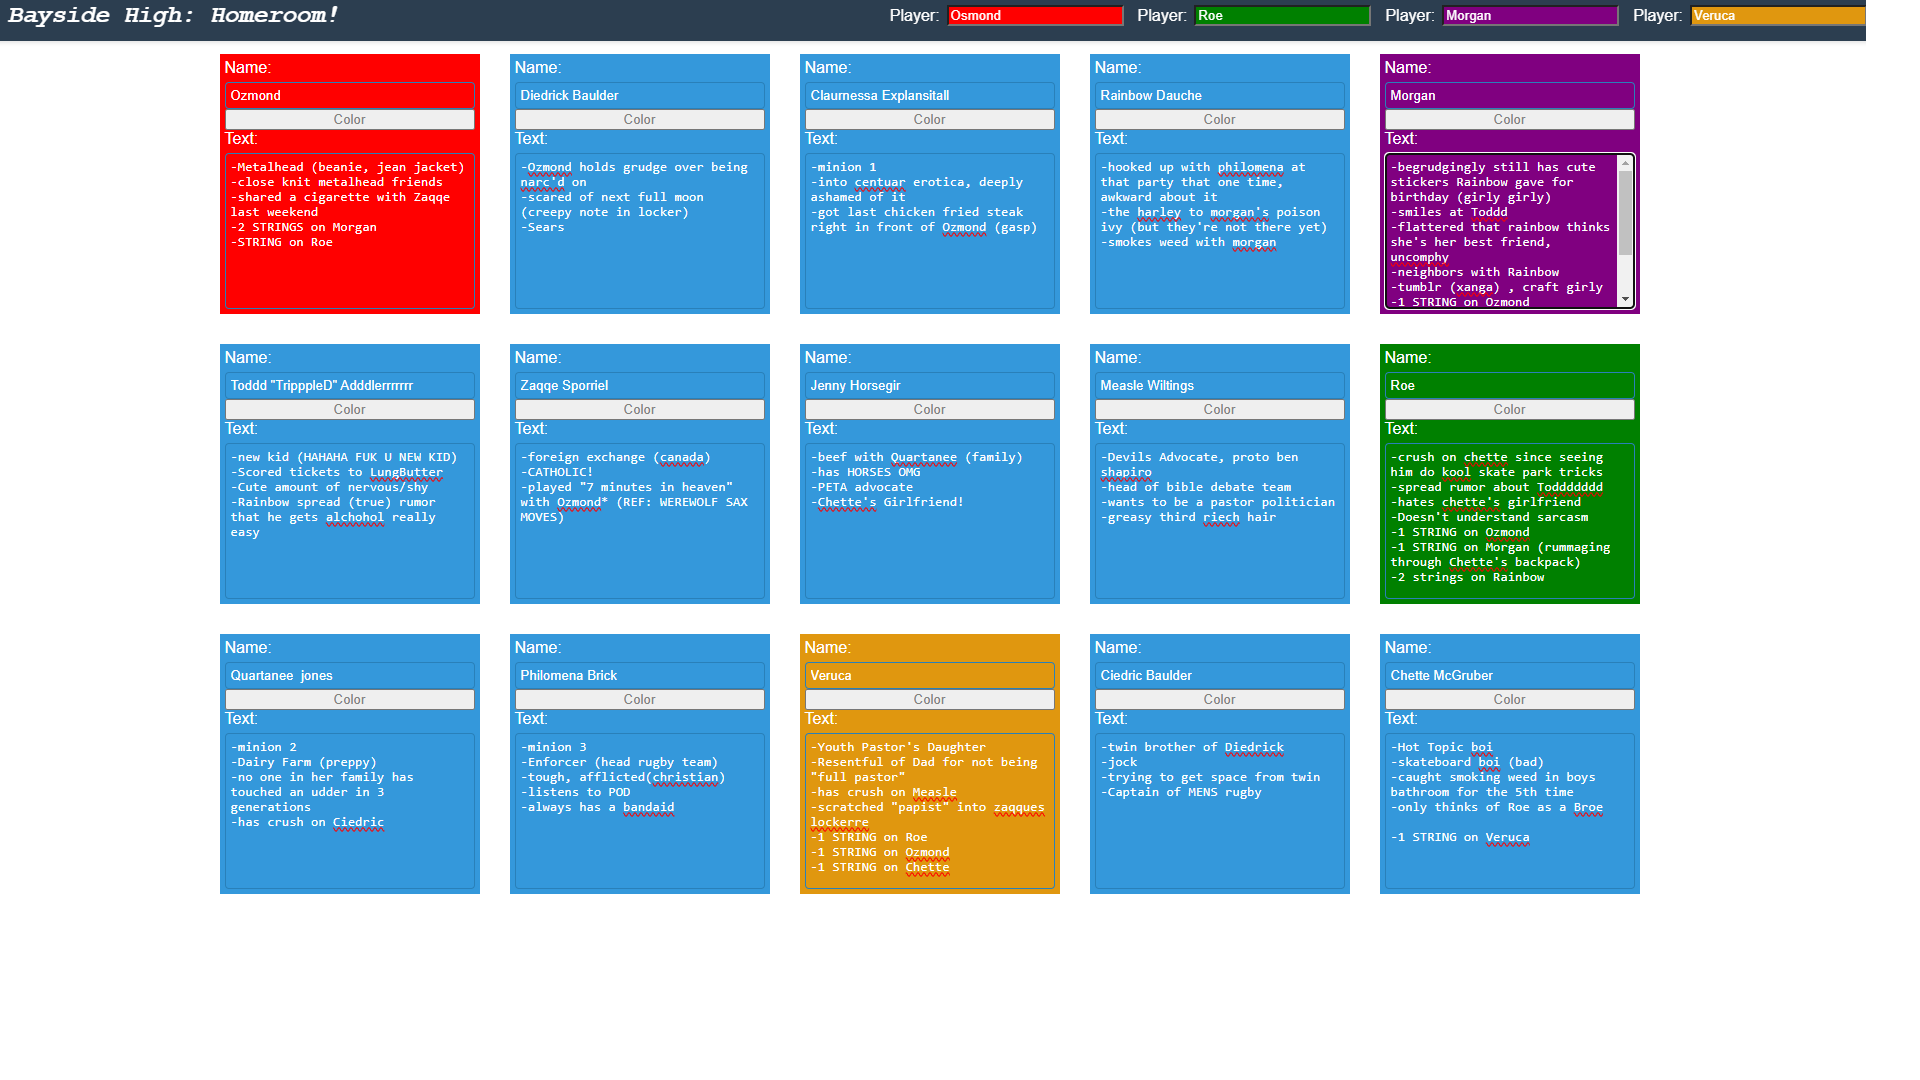 Bayside High: Homeroom!
Player: Osmond
Player: Roe
Player: Morgan
Player: Veruca
Name:
Ozmond
Color
Text:
-Metalhead (beanie, jean jacket)
-close knit metalhead friends
-shared a cigarette with Zaqqe
last weekend
-2 STRINGS on Morgan
-STRING on Roe
Name:
Diedrick Baulder
Color
Text:
-Ozmond holds grudge over being
narc'd on
-scared of next full moon
(creepy note in locker)
-Sears
Name:
Claurnessa Explansitall
Color
Text:
-minion 1
-into centuar erotica, deeply
ashamed of it
-got last chicken fried steak
right in front of Ozmond (gasp)
Name:
Rainbow Dauche
Color
Text:
-hooked up with philomena at
that party that one time,
awkward about it
-the harley to morgan's poison
ivy (but they're not there yet)
-smokes weed with morgan
Name:
Morgan
Color
Text:
-begrudgingly still has cute
stickers Rainbow gave for
birthday (girly girly)
-smiles at Toddd
-flattered that rainbow thinks
she's her best friend,
uncomphy
-neighbors with Rainbow
-tumblr (xanga) , craft girly
-1 STRING on Ozmond
Name:
Toddd "TripppleD" Adddlerrrrrrr
Color
Text:
-new kid (HAHAHA FUK U NEW KID)
-Scored tickets to LungButter
-Cute amount of nervous/shy
-Rainbow spread (true) rumor
that he gets alchohol really
easy
Name:
Zaqqe Sporriel
Color
Text:
-foreign exchange (canada)
-CATHOLIC!
-played "7 minutes in heaven"
with Ozmond* (REF: WEREWOLF SAX
MOVES)
Name:
Jenny Horsegir
Color
Text:
-beef with Quartanee (family)
-has HORSES OMG
-PETA advocate
-Chette's Girlfriend!
Name:
Measle Wiltings
Color
Text:
-Devils Advocate, proto ben
shapiro
-head of bible debate team
-wants to be a pastor politician
-greasy third riech hair
Name:
Roe
Color
Text:
-crush on chette since seeing
him do kool skate park tricks
-spread rumor about Toddddddd
-hates chette's girlfriend
-Doesn't understand sarcasm
-1 STRING on Ozmond
-1 STRING on Morgan (rummaging
through Chette's backpack)
-2 strings on Rainbow
Name:
Quartanee  jones
Color
Text:
-minion 2
-Dairy Farm (preppy)
-no one in her family has
touched an udder in 3
generations
-has crush on Ciedric
Name:
Philomena Brick
Color
Text:
-minion 3
-Enforcer (head rugby team)
-tough, afflicted(christian)
-listens to POD
-always has a bandaid
Name:
Veruca
Color
Text:
-Youth Pastor's Daughter
-Resentful of Dad for not being
"full pastor"
-has crush on Measle
-scratched "papist" into zaqques
lockerre
-1 STRING on Roe
-1 STRING on Ozmond
-1 STRING on Chette
Name:
Ciedric Baulder
Color
Text:
-twin brother of Diedrick
-jock
-trying to get space from twin
-Captain of MENS rugby
Name:
Chette McGruber
Color
Text:
-Hot Topic boi
-skateboard boi (bad)
-caught smoking weed in boys
bathroom for the 5th time
-only thinks of Roe as a Broe
-1 STRING on Veruca